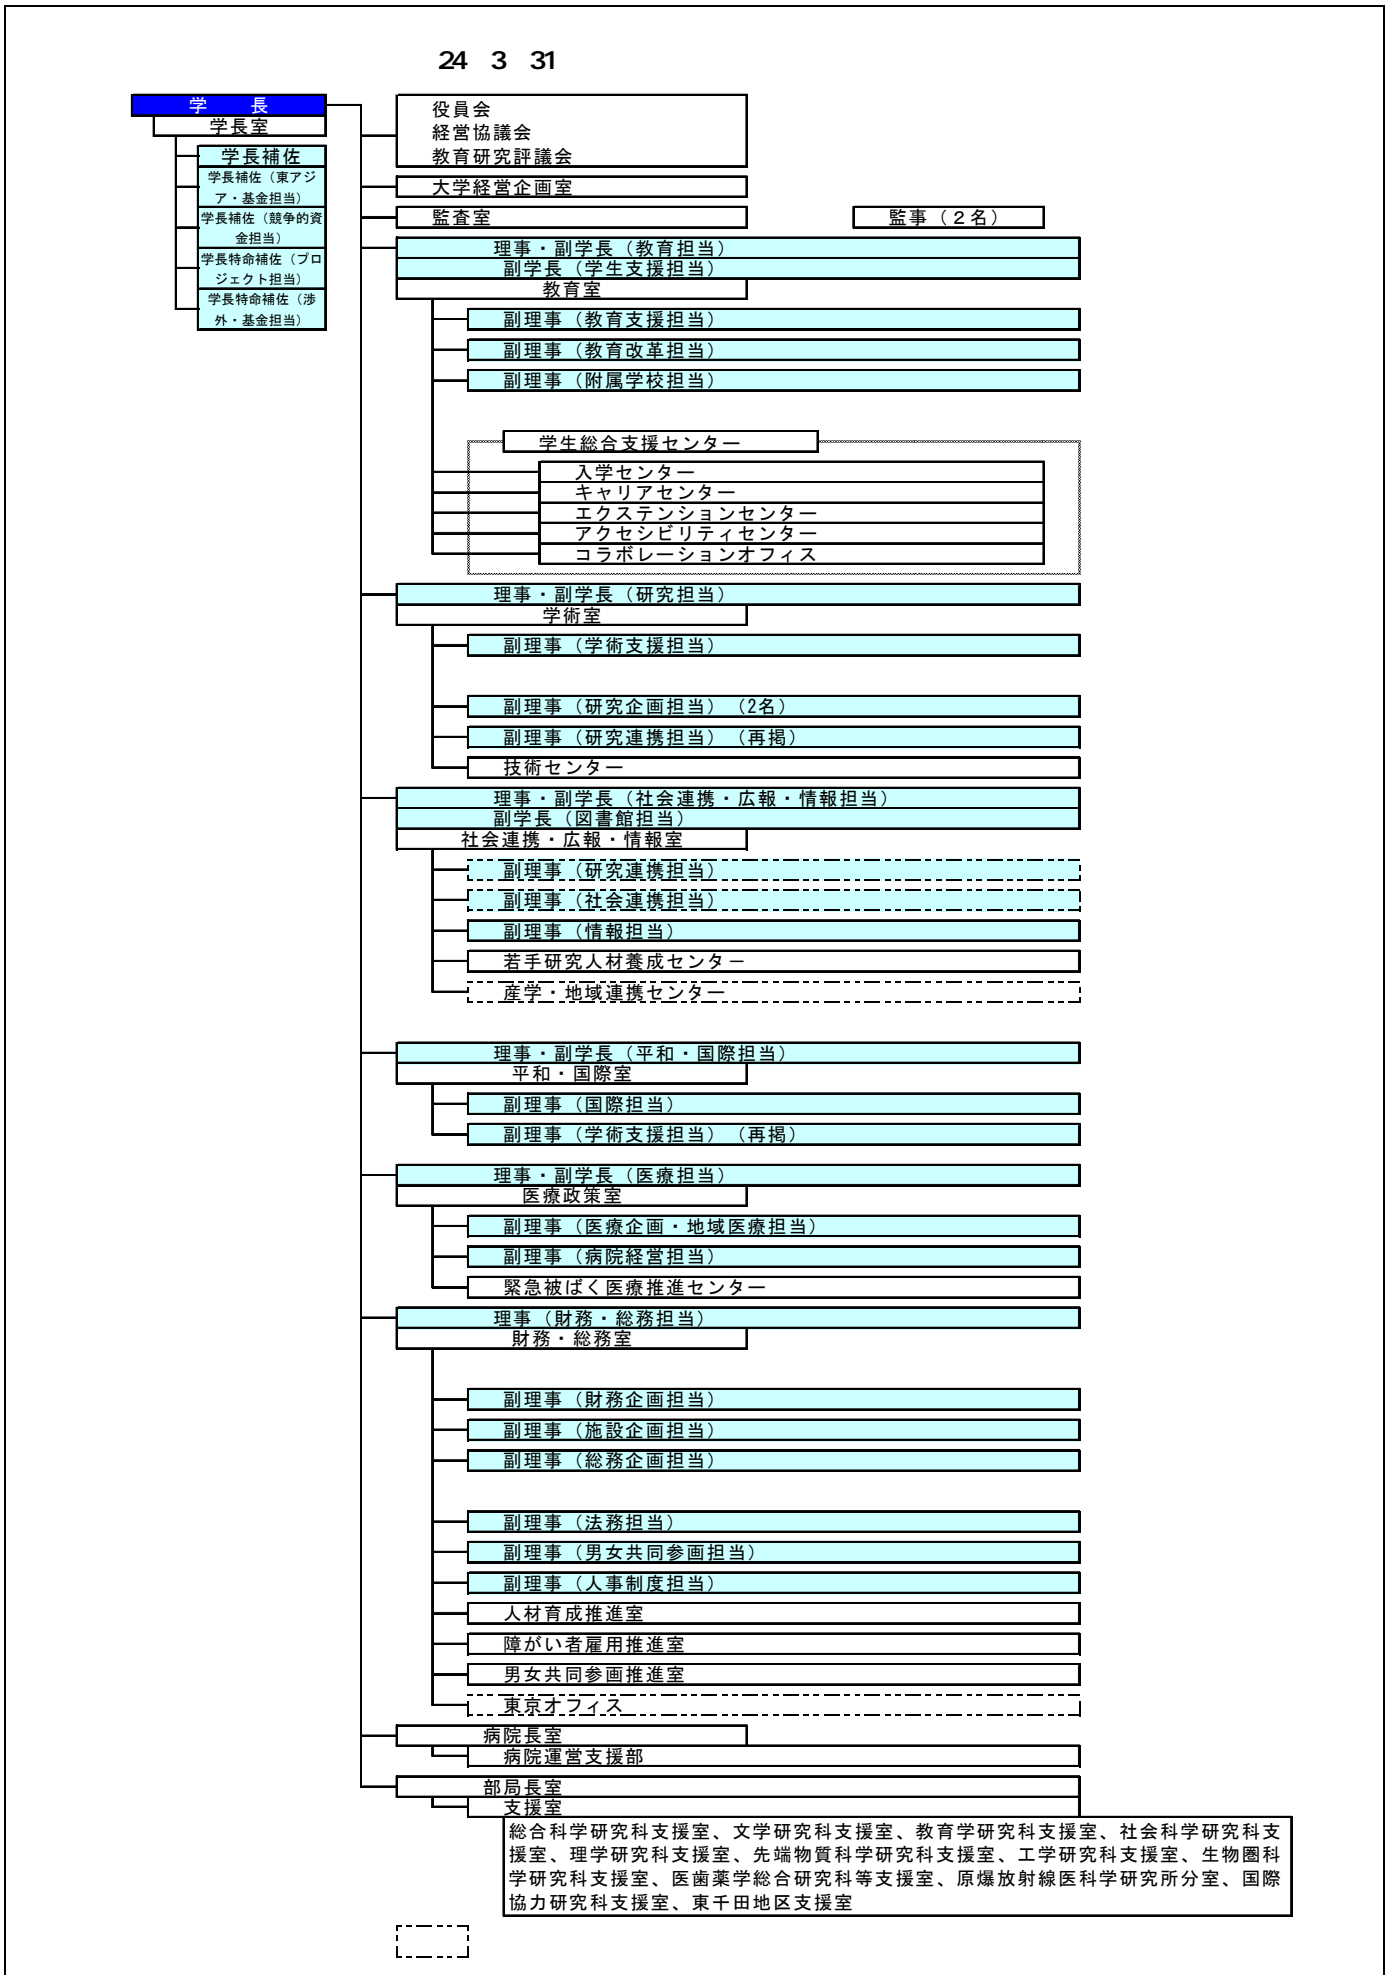 24 3 31
学 長
学長室
学長補佐
学長補佐（東アジ
ア・基金担当）
学長補佐（競争的資
金担当）
学長特命補佐（プロ
ジェクト担当）
学長特命補佐（渉
外・基金担当）
役員会
経営協議会
教育研究評議会
大学経営企画室
監査室
監事（２名）
理事・副学長（教育担当）
副学長（学生支援担当）
教育室
副理事（教育支援担当）
副理事（教育改革担当）
副理事（附属学校担当）
学生総合支援センター
入学センター
キャリアセンター
エクステンションセンター
アクセシビリティセンター
コラボレーションオフィス
理事・副学長（研究担当）
学術室
副理事（学術支援担当）
副理事（研究企画担当）（2名）
副理事（研究連携担当）（再掲）
技術センター
理事・副学長（社会連携・広報・情報担当）
副学長（図書館担当）
社会連携・広報・情報室
副理事（研究連携担当）
副理事（社会連携担当）
副理事（情報担当）
若手研究人材養成センター
産学・地域連携センター
理事・副学長（平和・国際担当）
平和・国際室
副理事（国際担当）
副理事（学術支援担当）（再掲）
理事・副学長（医療担当）
医療政策室
副理事（医療企画・地域医療担当）
副理事（病院経営担当）
緊急被ばく医療推進センター
理事（財務・総務担当）
財務・総務室
副理事（財務企画担当）
副理事（施設企画担当）
副理事（総務企画担当）
副理事（法務担当）
副理事（男女共同参画担当）
副理事（人事制度担当）
人材育成推進室
障がい者雇用推進室
男女共同参画推進室
東京オフィス
病院長室
病院運営支援部
部局長室
支援室
総合科学研究科支援室、文学研究科支援室、教育学研究科支援室、社会科学研究科支
援室、理学研究科支援室、先端物質科学研究科支援室、工学研究科支援室、生物圏科
学研究科支援室、医歯薬学総合研究科等支援室、原爆放射線医科学研究所分室、国際
協力研究科支援室、東千田地区支援室